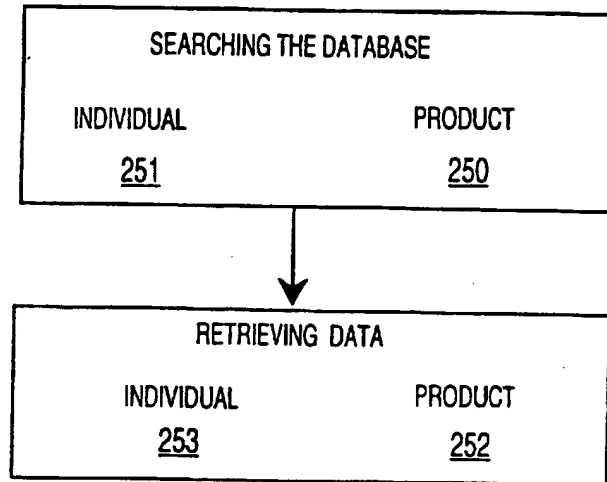 SEARCHING THE DATABASE
INDIVIDUAL PRODUCT
251 250
RETRIEVING DATA
INDIVIDUAL PRODUCT
253 252